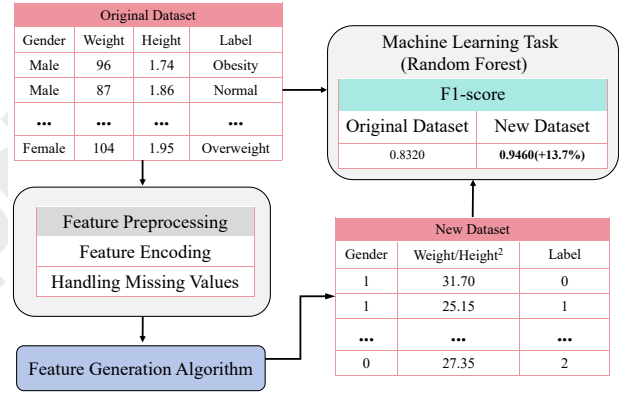 Original Dataset
Gender Weight Height Label
Male 96 1.74 Obesity
Male 87 1.86 Normal
... ... ... ...
Female 104 1.95 Overweight
Feature Preprocessing
Feature Encoding
Handling Missing Values
Feature Generation Algorithm
Machine Learning Task
(Random Forest)
F1-score
Original Dataset New Dataset
0.8320 0.9460(+13.7%)
New Dataset
Gender Weight/Height² Label
1 31.70 0
1 25.15 1
... ... ...
0 27.35 2